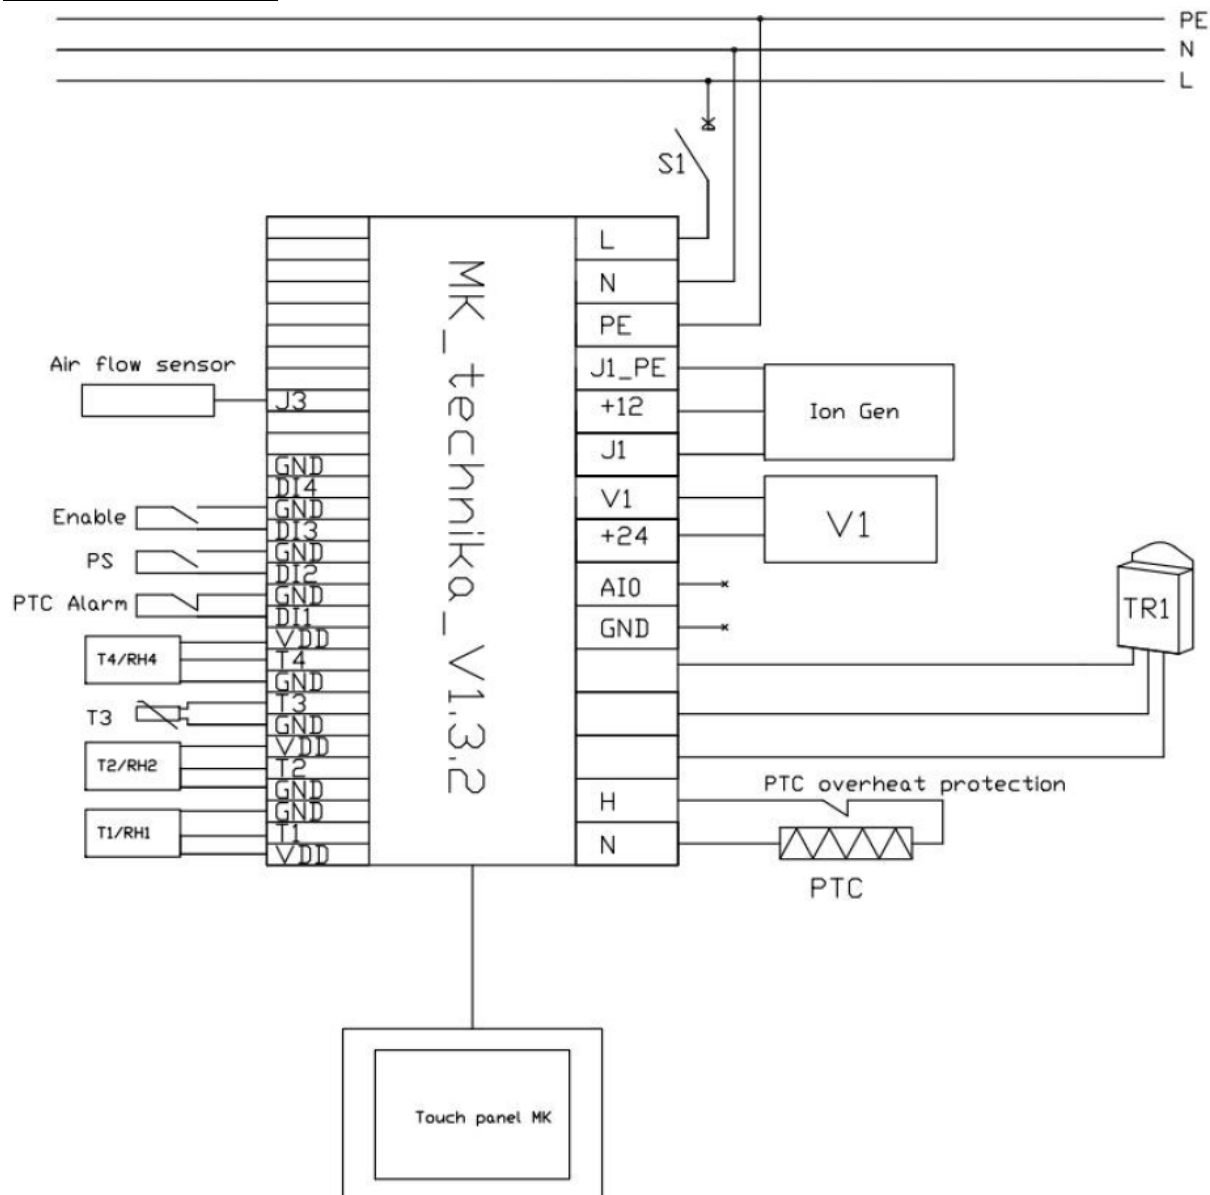 PE
N
L
S1
L
N
PE
J1_PE
+12
J1
V1
+24
AIO
GND
H
N
MK_technika_V1.3.2
Air flow sensor
J3
GND
DI4
GND
DI3
GND
DI2
GND
DI1
VDD
T4
GND
T3
GND
VDD
T2
GND
GND
T1
VDD
Enable
PS
PTC Alarm
T4/RH4
T3
T2/RH2
T1/RH1
Ion Gen
V1
TR1
PTC overheat protection
PTC
Touch panel MK